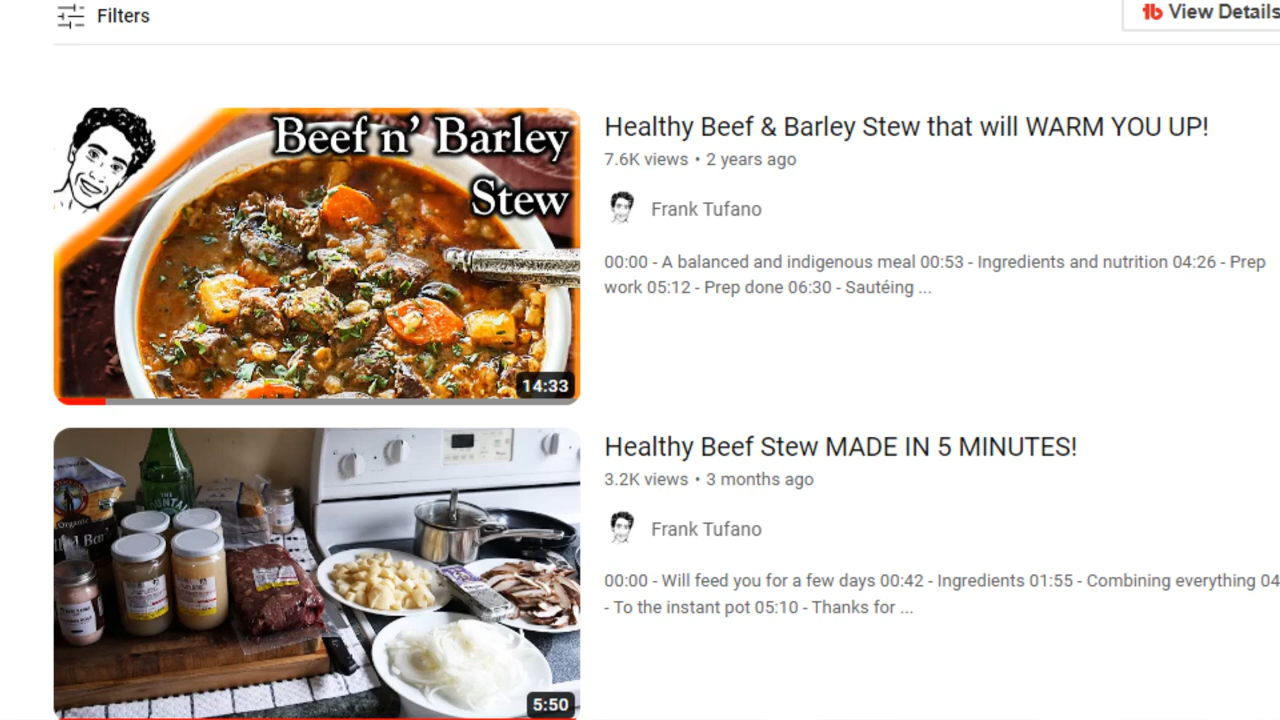 Filters
View Details
Beef n' Barley
Stew
14:33
Healthy Beef & Barley Stew that will WARM YOU UP!
7.6K views • 2 years ago
Frank Tufano
00:00 - A balanced and indigenous meal 00:53 - Ingredients and nutrition 04:26 - Prep
work 05:12 - Prep done 06:30 - Sautéing ...
Organic
THE
5:50
Healthy Beef Stew MADE IN 5 MINUTES!
3.2K views • 3 months ago
Frank Tufano
00:00 - Will feed you for a few days 00:42 - Ingredients 01:55 - Combining everything 04
- To the instant pot 05:10 - Thanks for ...